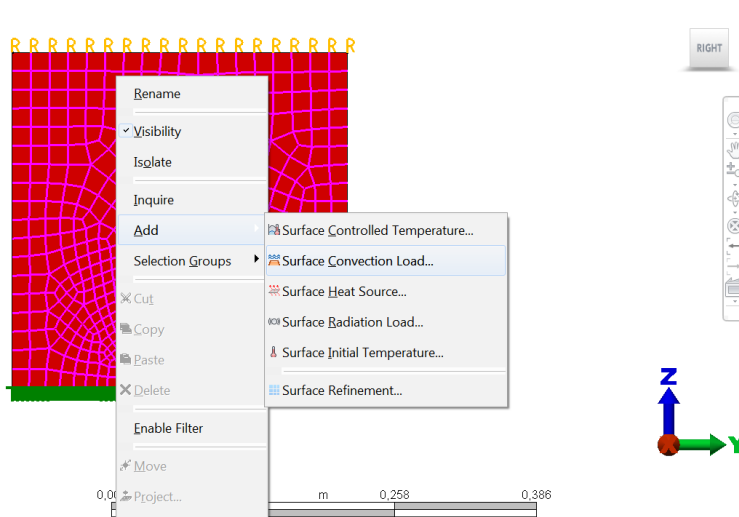 R R R R R R R R R R R R R R R R R R R
RIGHT
Rename
Visibility
Isolate
Inquire
Add
Selection Groups
Surface Controlled Temperature...
Surface Convection Load...
Surface Heat Source...
Surface Radiation Load...
Surface Initial Temperature...
Surface Refinement...
Cut
Copy
Paste
Delete
Enable Filter
Move
Project...
Z
Y
m
0,258
0,386